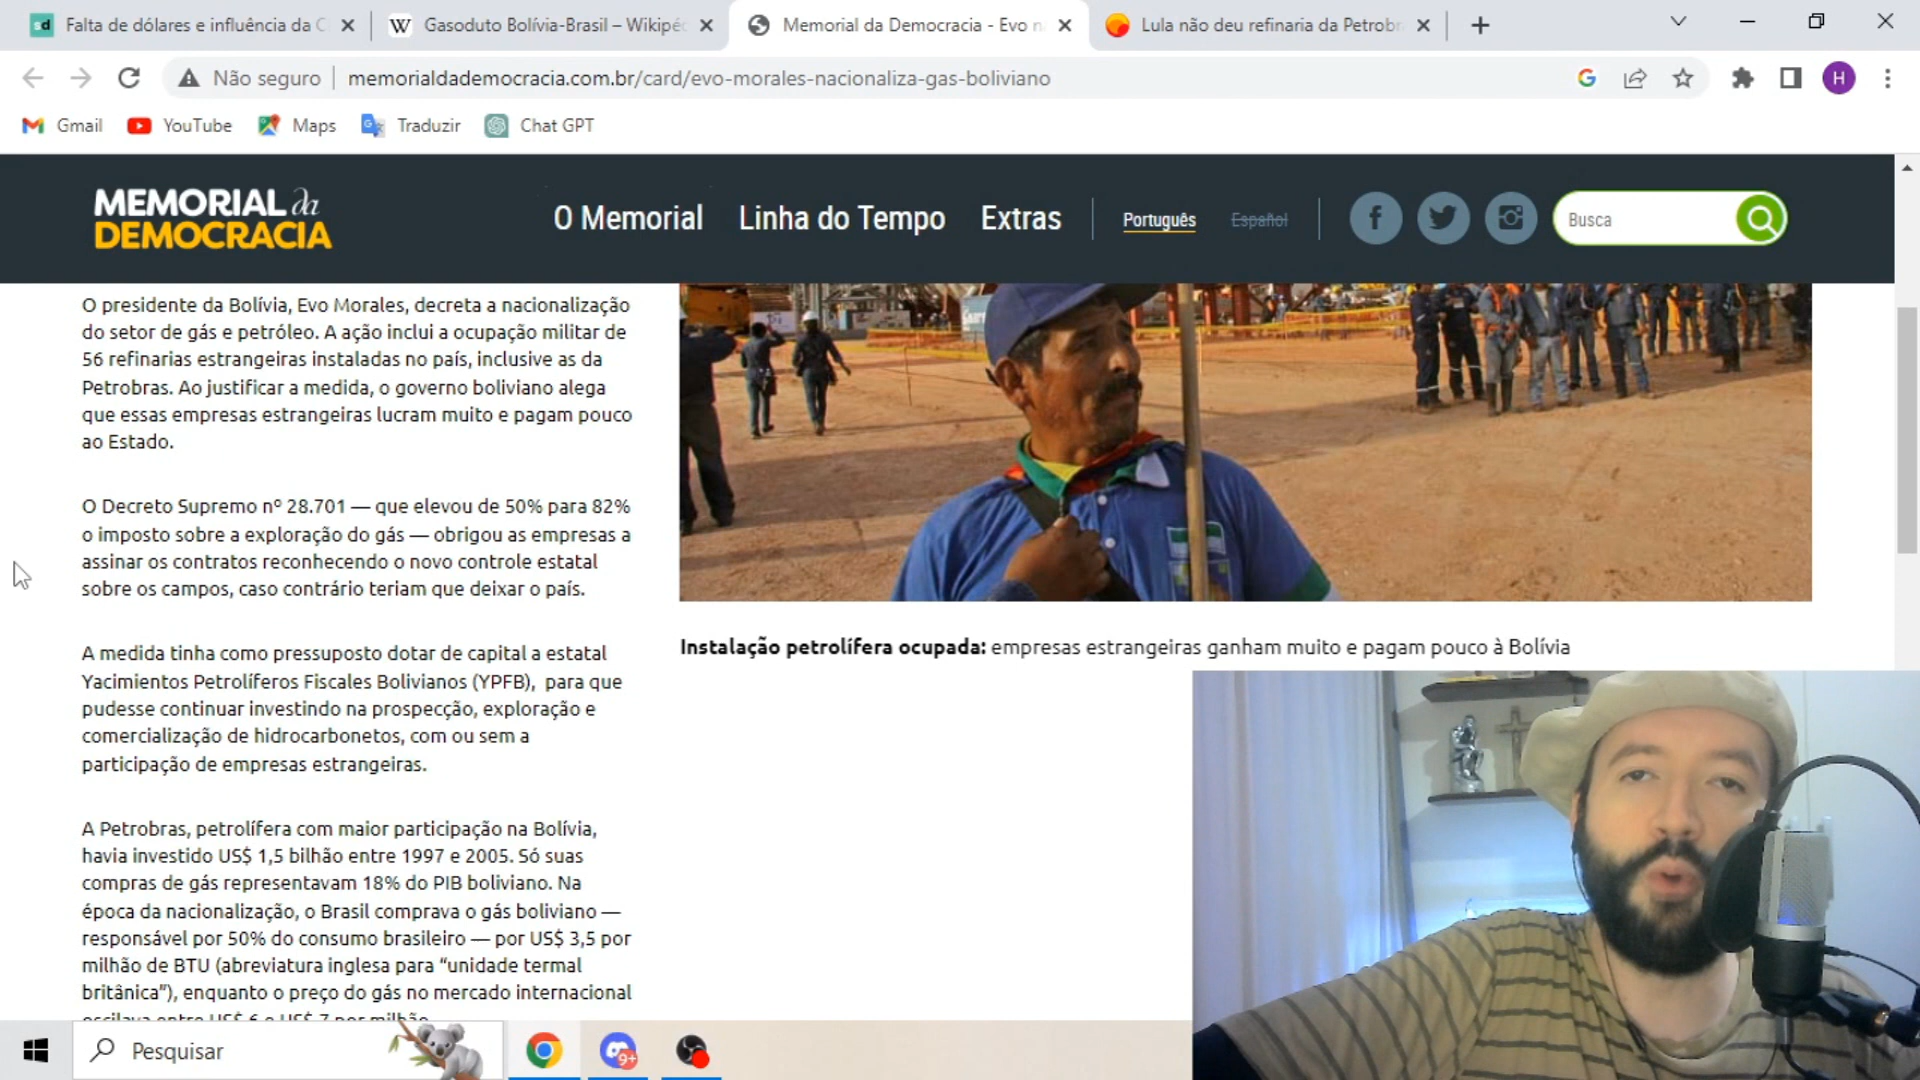 Falta de dólares e influência da C
Gasoduto Bolívia-Brasil – Wikipéd
Memorial da Democracia - Evo n
Lula não deu refinaria da Petrobr
Não seguro
memorialdademocracia.com.br/card/evo-morales-nacionaliza-gas-boliviano
H
Gmail
YouTube
Maps
Traduzir
Chat GPT
MEMORIAL da
DEMOCRACIA
O Memorial
Linha do Tempo
Extras
Português
Español
Busca
O presidente da Bolívia, Evo Morales, decreta a nacionalização
do setor de gás e petróleo. A ação inclui a ocupação militar de
56 refinarias estrangeiras instaladas no país, inclusive as da
Petrobras. Ao justificar a medida, o governo boliviano alega
que essas empresas estrangeiras lucram muito e pagam pouco
ao Estado.
O Decreto Supremo nº 28.701 — que elevou de 50% para 82%
o imposto sobre a exploração do gás — obrigou as empresas a
assinar os contratos reconhecendo o novo controle estatal
sobre os campos, caso contrário teriam que deixar o país.
A medida tinha como pressuposto dotar de capital a estatal
Yacimientos Petrolíferos Fiscales Bolivianos (YPFB), para que
pudesse continuar investindo na prospecção, exploração e
comercialização de hidrocarbonetos, com ou sem a
participação de empresas estrangeiras.
A Petrobras, petrolífera com maior participação na Bolívia,
havia investido US$ 1,5 bilhão entre 1997 e 2005. Só suas
compras de gás representavam 18% do PIB boliviano. Na
época da nacionalização, o Brasil comprava o gás boliviano —
responsável por 50% do consumo brasileiro — por US$ 3,5 por
milhão de BTU (abreviatura inglesa para “unidade termal
britânica”), enquanto o preço do gás no mercado internacional
oscilava entre US$ 6 e US$ 7 por milhão
Instalação petrolífera ocupada: empresas estrangeiras ganham muito e pagam pouco à Bolívia
Pesquisar
9+